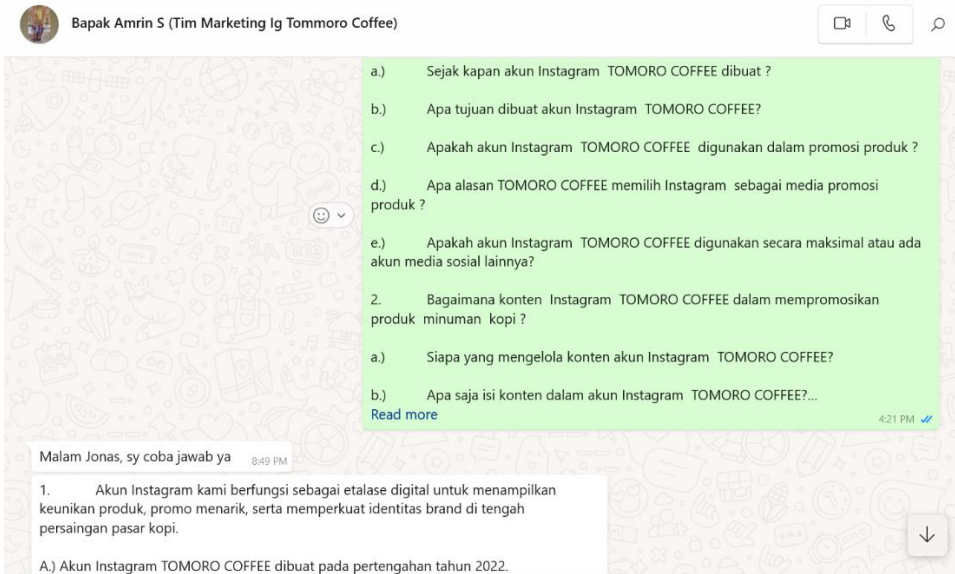 Bapak Amrin S (Tim Marketing Ig Tommoro Coffee)
a.) Sejak kapan akun Instagram TOMORO COFFEE dibuat ?
b.) Apa tujuan dibuat akun Instagram TOMORO COFFEE?
c.) Apakah akun Instagram TOMORO COFFEE digunakan dalam promosi produk ?
d.) Apa alasan TOMORO COFFEE memilih Instagram sebagai media promosi
produk ?
e.) Apakah akun Instagram TOMORO COFFEE digunakan secara maksimal atau ada
akun media sosial lainnya?
2. Bagaimana konten Instagram TOMORO COFFEE dalam mempromosikan
produk minuman kopi ?
a.) Siapa yang mengelola konten akun Instagram TOMORO COFFEE?
b.) Apa saja isi konten dalam akun Instagram TOMORO COFFEE?...
Read more
4:21 PM
Malam Jonas, sy coba jawab ya 8:49 PM
1. Akun Instagram kami berfungsi sebagai etalase digital untuk menampilkan
keunikan produk, promo menarik, serta memperkuat identitas brand di tengah
persaingan pasar kopi.
A.) Akun Instagram TOMORO COFFEE dibuat pada pertengahan tahun 2022.